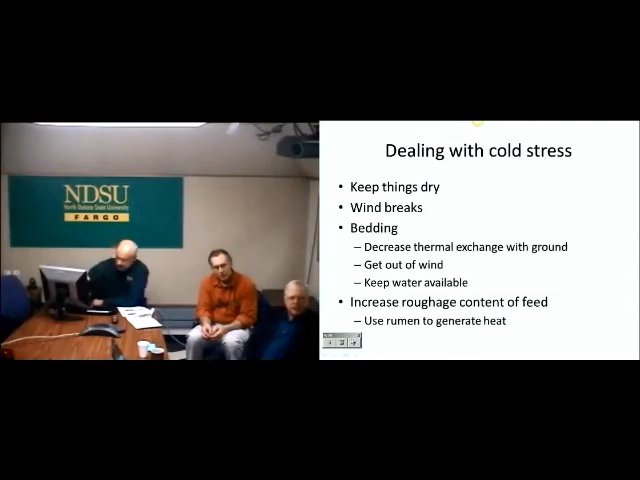 NDSU
North Dakota State University
FARGO
Dealing with cold stress
• Keep things dry
• Wind breaks
• Bedding
– Decrease thermal exchange with ground
– Get out of wind
– Keep water available
• Increase roughage content of feed
– Use rumen to generate heat